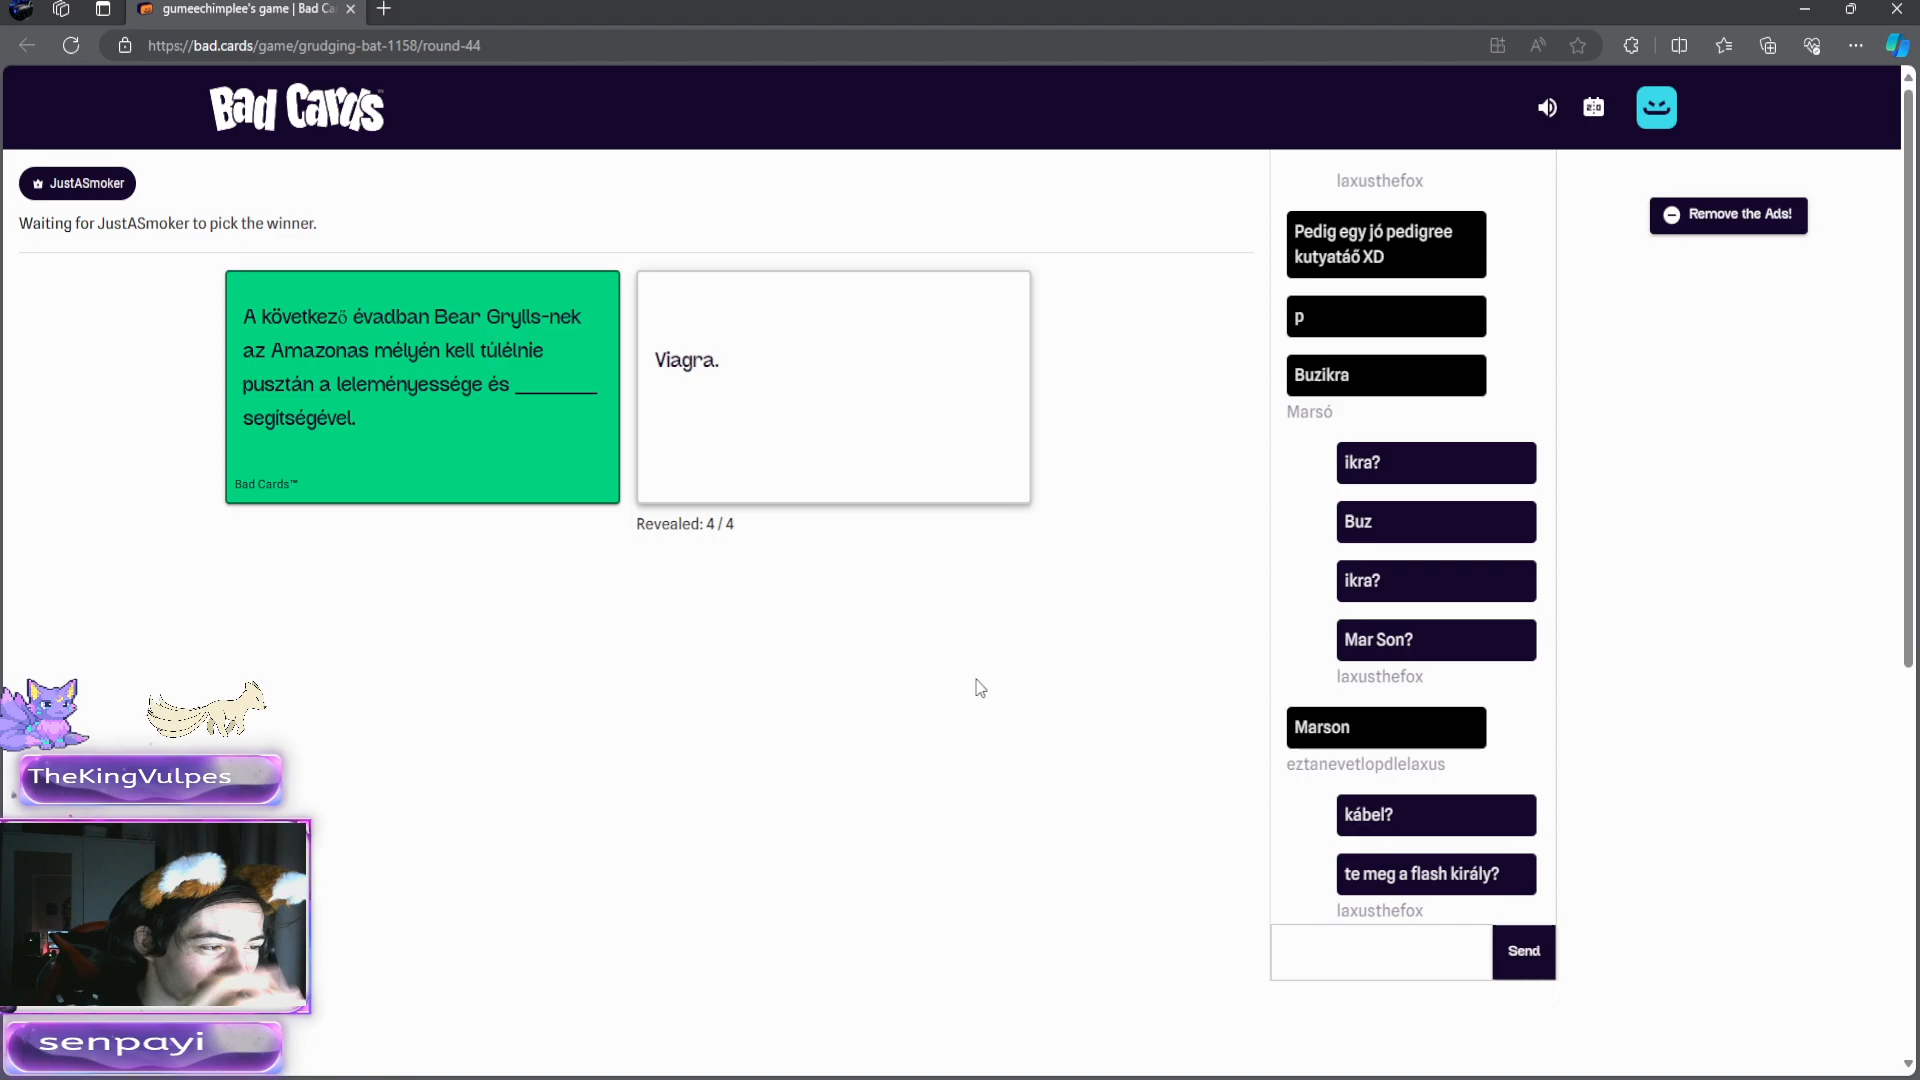 gumeechimplee's game | Bad Ca
https://bad.cards/game/grudging-bat-1158/round-44
Bad Cards
2:0
JustASmoker
Waiting for JustASmoker to pick the winner.
A következő évadban Bear Grylls-nek
az Amazonas mélyén kell túlélnie
pusztán a leleményessége és ________
segítségével.
Bad Cards™
Viagra.
Revealed: 4 / 4
laxusthefox
Pedig egy jó pedigree
kutyatáő XD
p
Buzikra
Marsó
ikra?
Buz
ikra?
Mar Son?
laxusthefox
Marson
eztanevetlopdlelaxus
kábel?
te meg a flash király?
laxusthefox
Send
Remove the Ads!
TheKingVulpes
senpayi